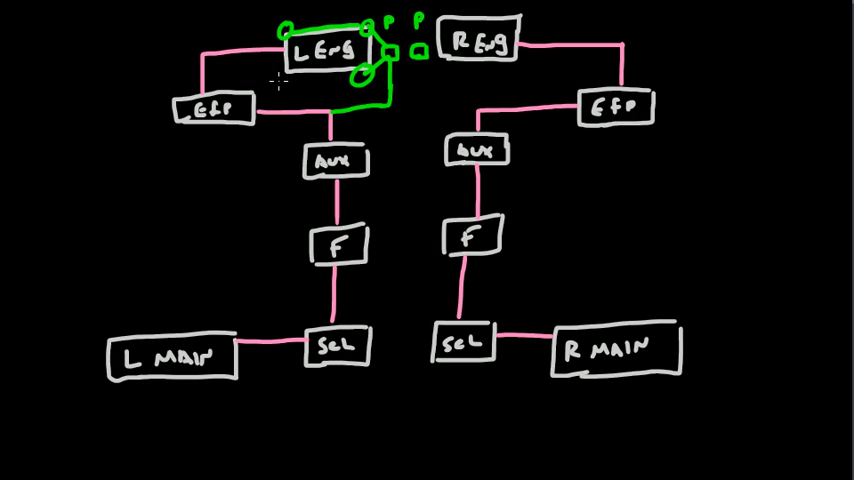 P P
L Eng
R Eng
EfP
EfP
AUX
AUX
F
F
SeL
SeL
L MAIN
R MAIN